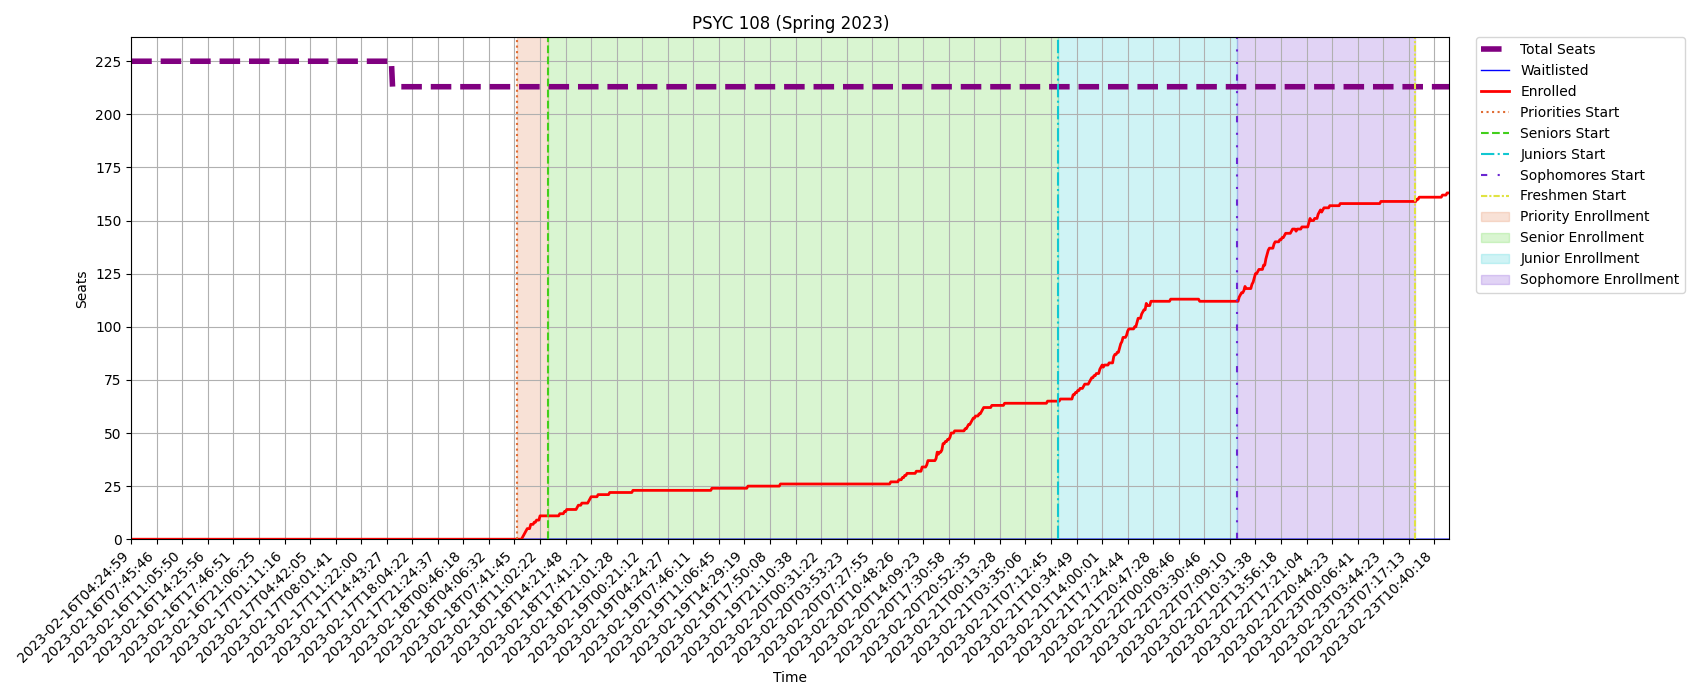 PSYC 108 (Spring 2023)
Seats
225
200
175
150
125
100
75
50
25
0
2023-02-16T04:24:59
2023-02-16T07:45:46
2023-02-16T11:05:50
2023-02-16T14:25:56
2023-02-16T17:46:51
2023-02-16T21:06:25
2023-02-17T01:11:16
2023-02-17T04:42:05
2023-02-17T08:01:41
2023-02-17T11:22:00
2023-02-17T14:43:27
2023-02-17T18:04:22
2023-02-17T21:24:37
2023-02-18T00:46:18
2023-02-18T04:06:32
2023-02-18T07:41:45
2023-02-18T11:02:22
2023-02-18T14:21:48
2023-02-18T17:41:21
2023-02-18T21:01:28
2023-02-19T00:21:12
2023-02-19T04:24:27
2023-02-19T07:46:11
2023-02-19T11:06:45
2023-02-19T14:29:19
2023-02-19T17:50:08
2023-02-19T21:10:38
2023-02-20T00:31:22
2023-02-20T03:53:23
2023-02-20T07:27:55
2023-02-20T10:48:26
2023-02-20T14:09:23
2023-02-20T17:30:58
2023-02-20T20:52:35
2023-02-21T00:13:28
2023-02-21T03:35:06
2023-02-21T07:12:45
2023-02-21T10:34:49
2023-02-21T14:00:01
2023-02-21T17:24:44
2023-02-21T20:47:28
2023-02-22T00:08:46
2023-02-22T03:30:46
2023-02-22T07:09:10
2023-02-22T10:31:38
2023-02-22T13:56:18
2023-02-22T17:21:04
2023-02-22T20:44:23
2023-02-23T00:06:41
2023-02-23T03:44:23
2023-02-23T07:17:13
2023-02-23T10:40:18
Time
Total Seats
Waitlisted
Enrolled
Priorities Start
Seniors Start
Juniors Start
Sophomores Start
Freshmen Start
Priority Enrollment
Senior Enrollment
Junior Enrollment
Sophomore Enrollment